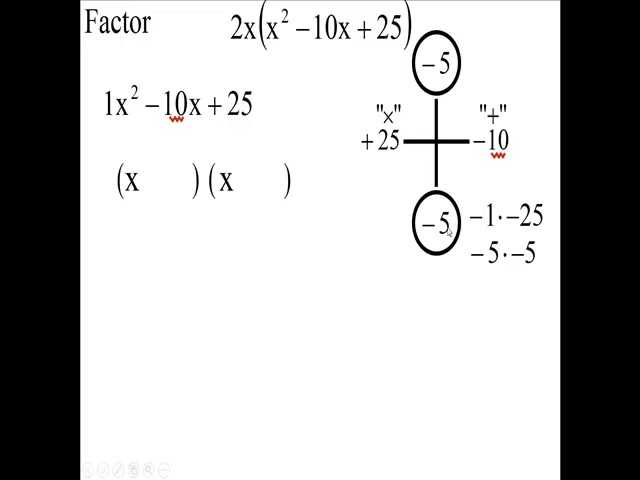 Factor 2x(x² − 10x + 25)
− 5
1x² − 10x + 25
"×" "+"
+ 25 − 10
(x ) (x )
− 5
− 1 · − 25
− 5 · − 5